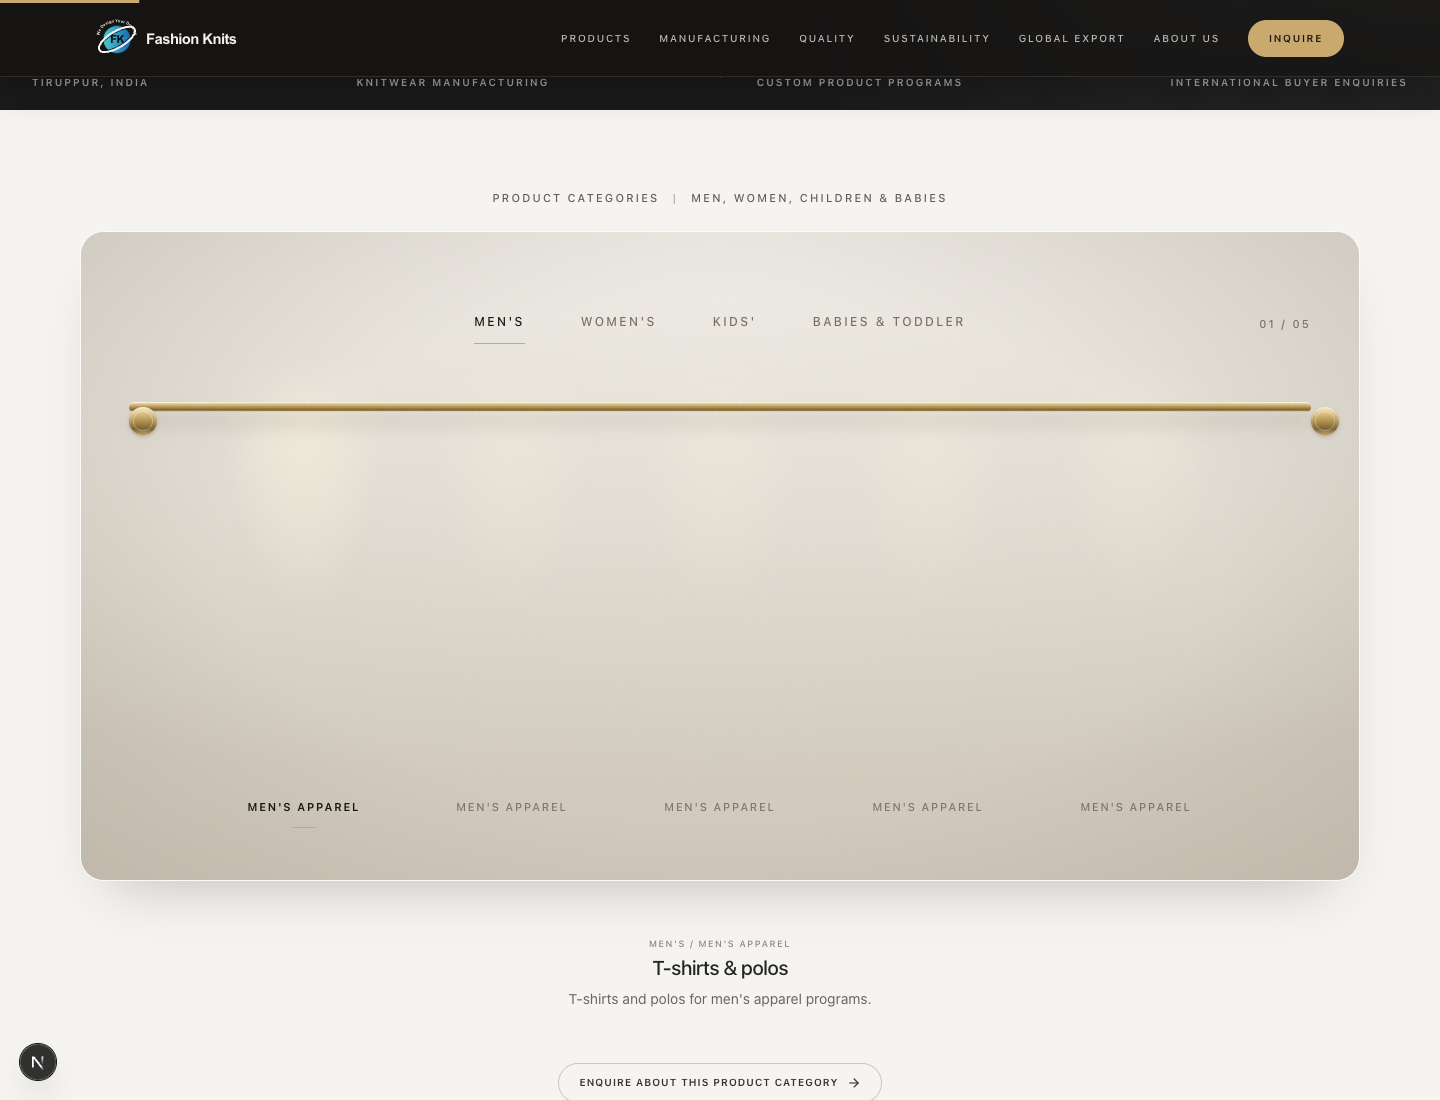 FK
Fashion Knits
PRODUCTS
MANUFACTURING
QUALITY
SUSTAINABILITY
GLOBAL EXPORT
ABOUT US
INQUIRE
TIRUPPUR, INDIA
KNITWEAR MANUFACTURING
CUSTOM PRODUCT PROGRAMS
INTERNATIONAL BUYER ENQUIRIES
PRODUCT CATEGORIES | MEN, WOMEN, CHILDREN & BABIES
MEN'S
WOMEN'S
KIDS'
BABIES & TODDLER
01 / 05
MEN'S APPAREL
MEN'S APPAREL
MEN'S APPAREL
MEN'S APPAREL
MEN'S APPAREL
MEN'S / MEN'S APPAREL
T-shirts & polos
T-shirts and polos for men's apparel programs.
N
ENQUIRE ABOUT THIS PRODUCT CATEGORY